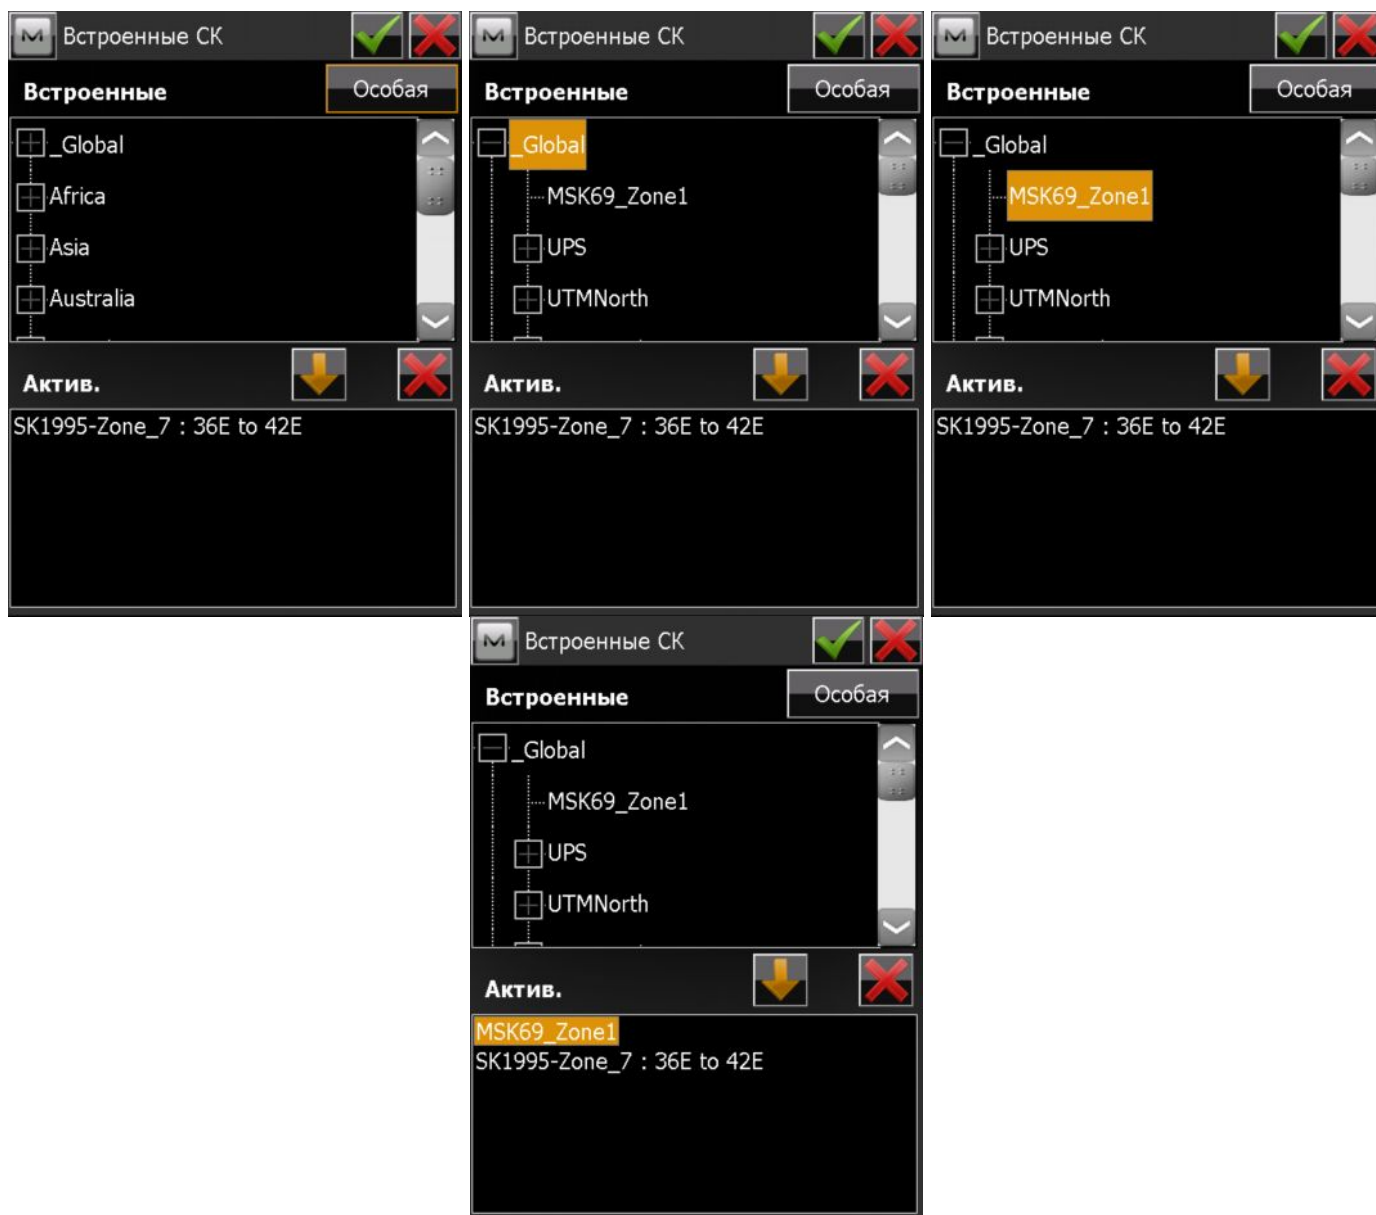 Встроенные СК
Встроенные
Особая
_Global
Africa
Asia
Australia
Актив.
SK1995-Zone_7 : 36E to 42E
Встроенные СК
Встроенные
Особая
_Global
MSK69_Zone1
UPS
UTMNorth
Актив.
SK1995-Zone_7 : 36E to 42E
Встроенные СК
Встроенные
Особая
_Global
MSK69_Zone1
UPS
UTMNorth
Актив.
SK1995-Zone_7 : 36E to 42E
Встроенные СК
Встроенные
Особая
_Global
MSK69_Zone1
UPS
UTMNorth
Актив.
MSK69_Zone1
SK1995-Zone_7 : 36E to 42E